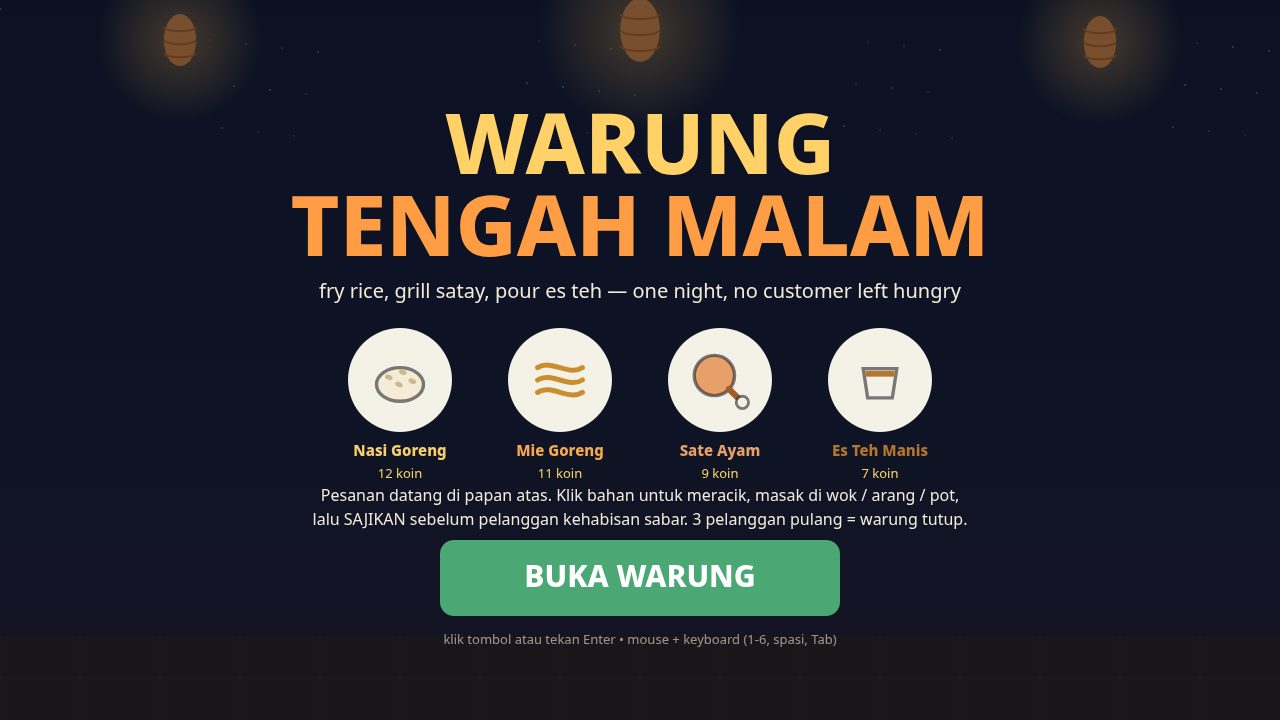 WARUNG
TENGAH MALAM
fry rice, grill satay, pour es teh — one night, no customer left hungry
Nasi Goreng
Mie Goreng
Sate Ayam
Es Teh Manis
12 koin
11 koin
9 koin
7 koin
Pesanan datang di papan atas. Klik bahan untuk meracik, masak di wok / arang / pot,
lalu SAJIKAN sebelum pelanggan kehabisan sabar. 3 pelanggan pulang = warung tutup.
BUKA WARUNG
klik tombol atau tekan Enter • mouse + keyboard (1-6, spasi, Tab)